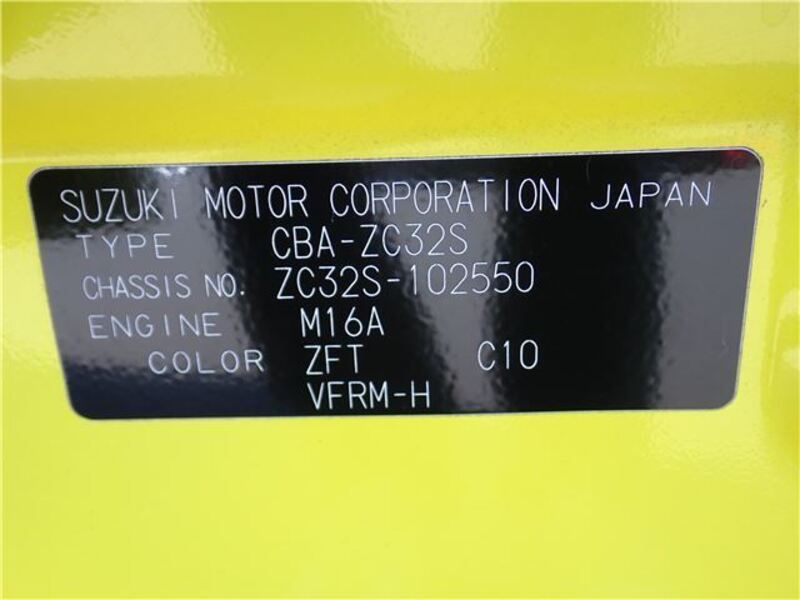 SUZUKI MOTOR CORPORATION JAPAN
TYPE CBA-ZC32S
CHASSIS NO. ZC32S-102550
ENGINE M16A
COLOR ZFT C10
VFRM-H